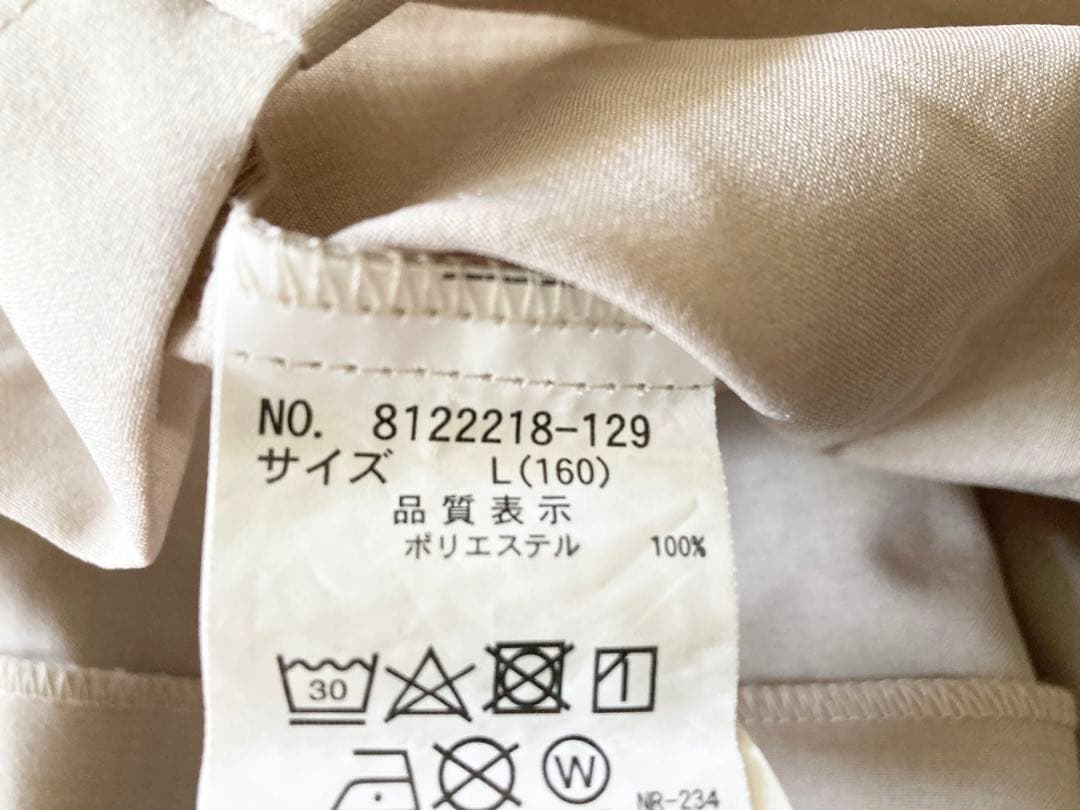 NO. 8122218-129
サイズ L(160)
品質表示
ポリエステル 100%
30
W
NR-234